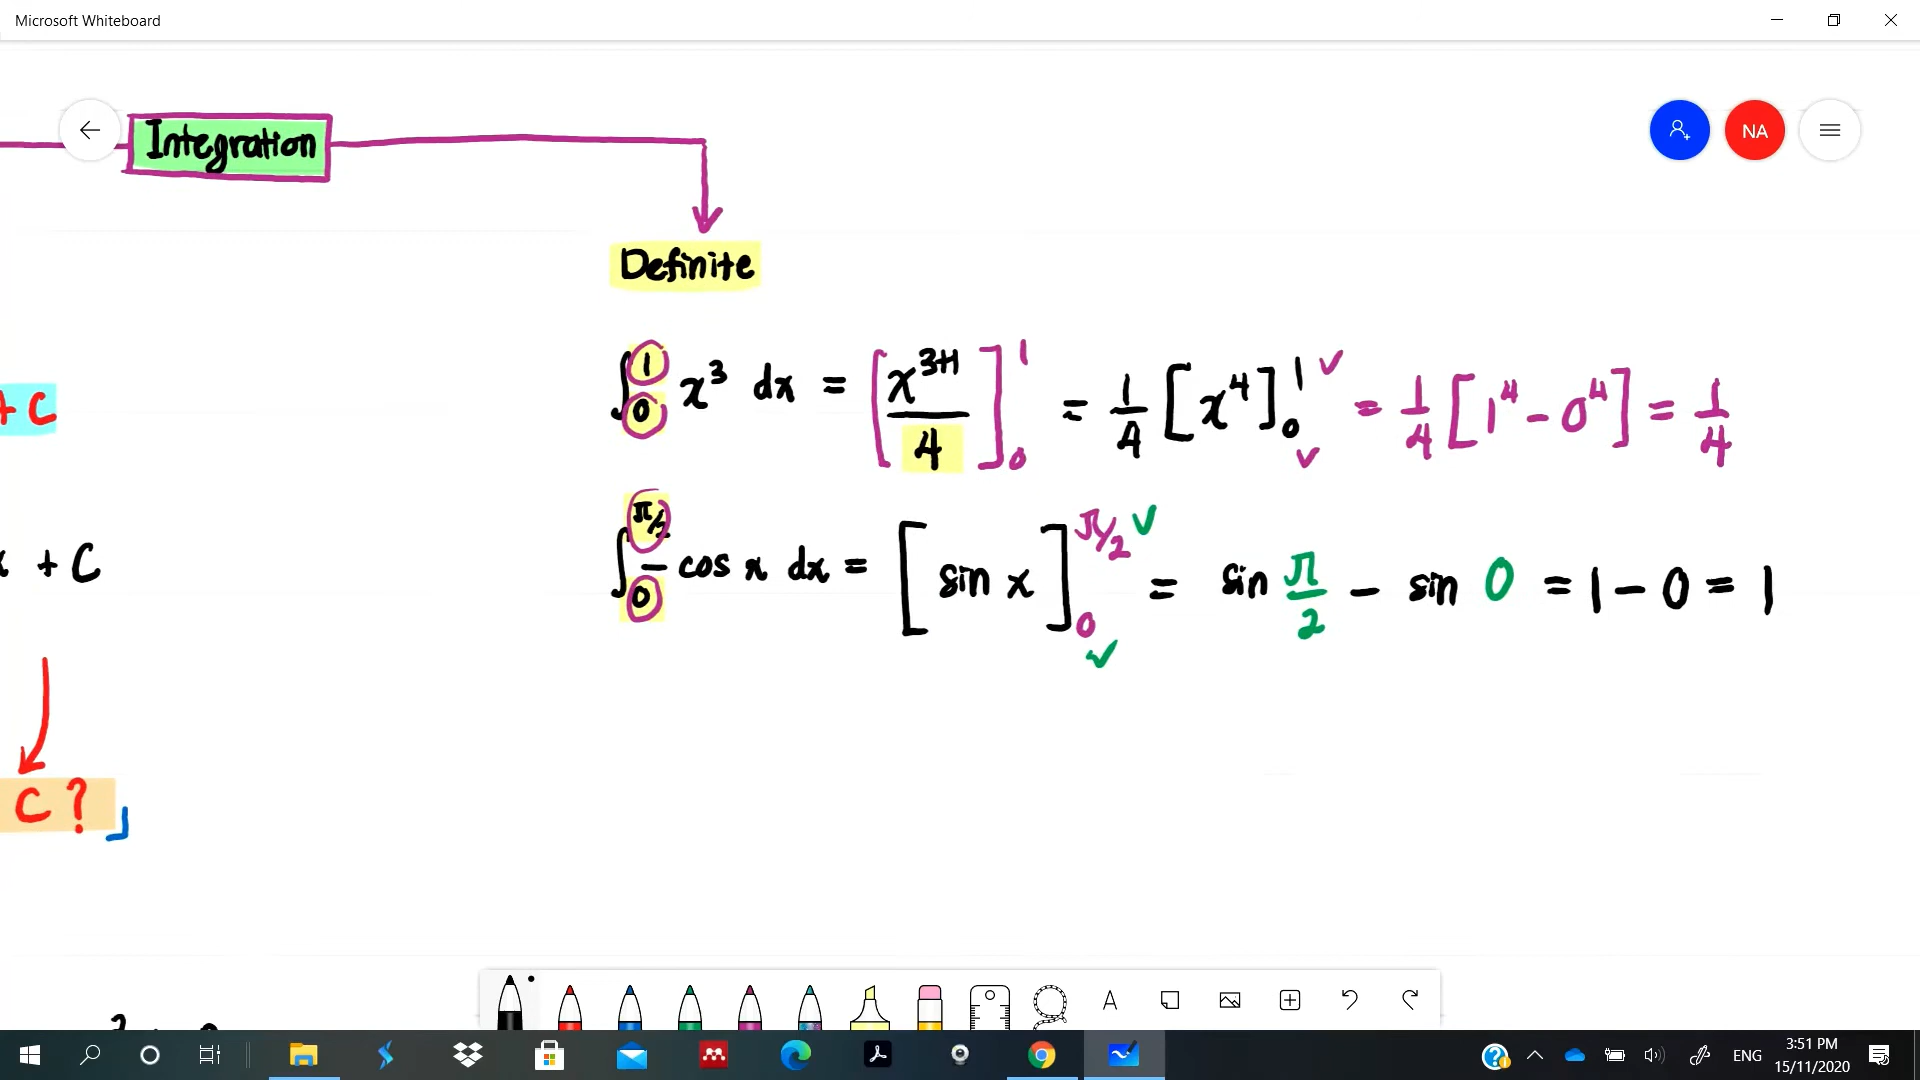 Microsoft Whiteboard
Integration
NA
Definite
∫₀¹ x³ dx = [x³⁺¹/4]₀¹ = 1/4 [x⁴]₀¹ = 1/4 [1⁴ - 0⁴] = 1/4
+ C
∫₀^π/2 cos x dx = [sin x]₀^π/2 = sin π/2 - sin 0 = 1 - 0 = 1
x + C
C ?
ENG
3:51 PM
15/11/2020